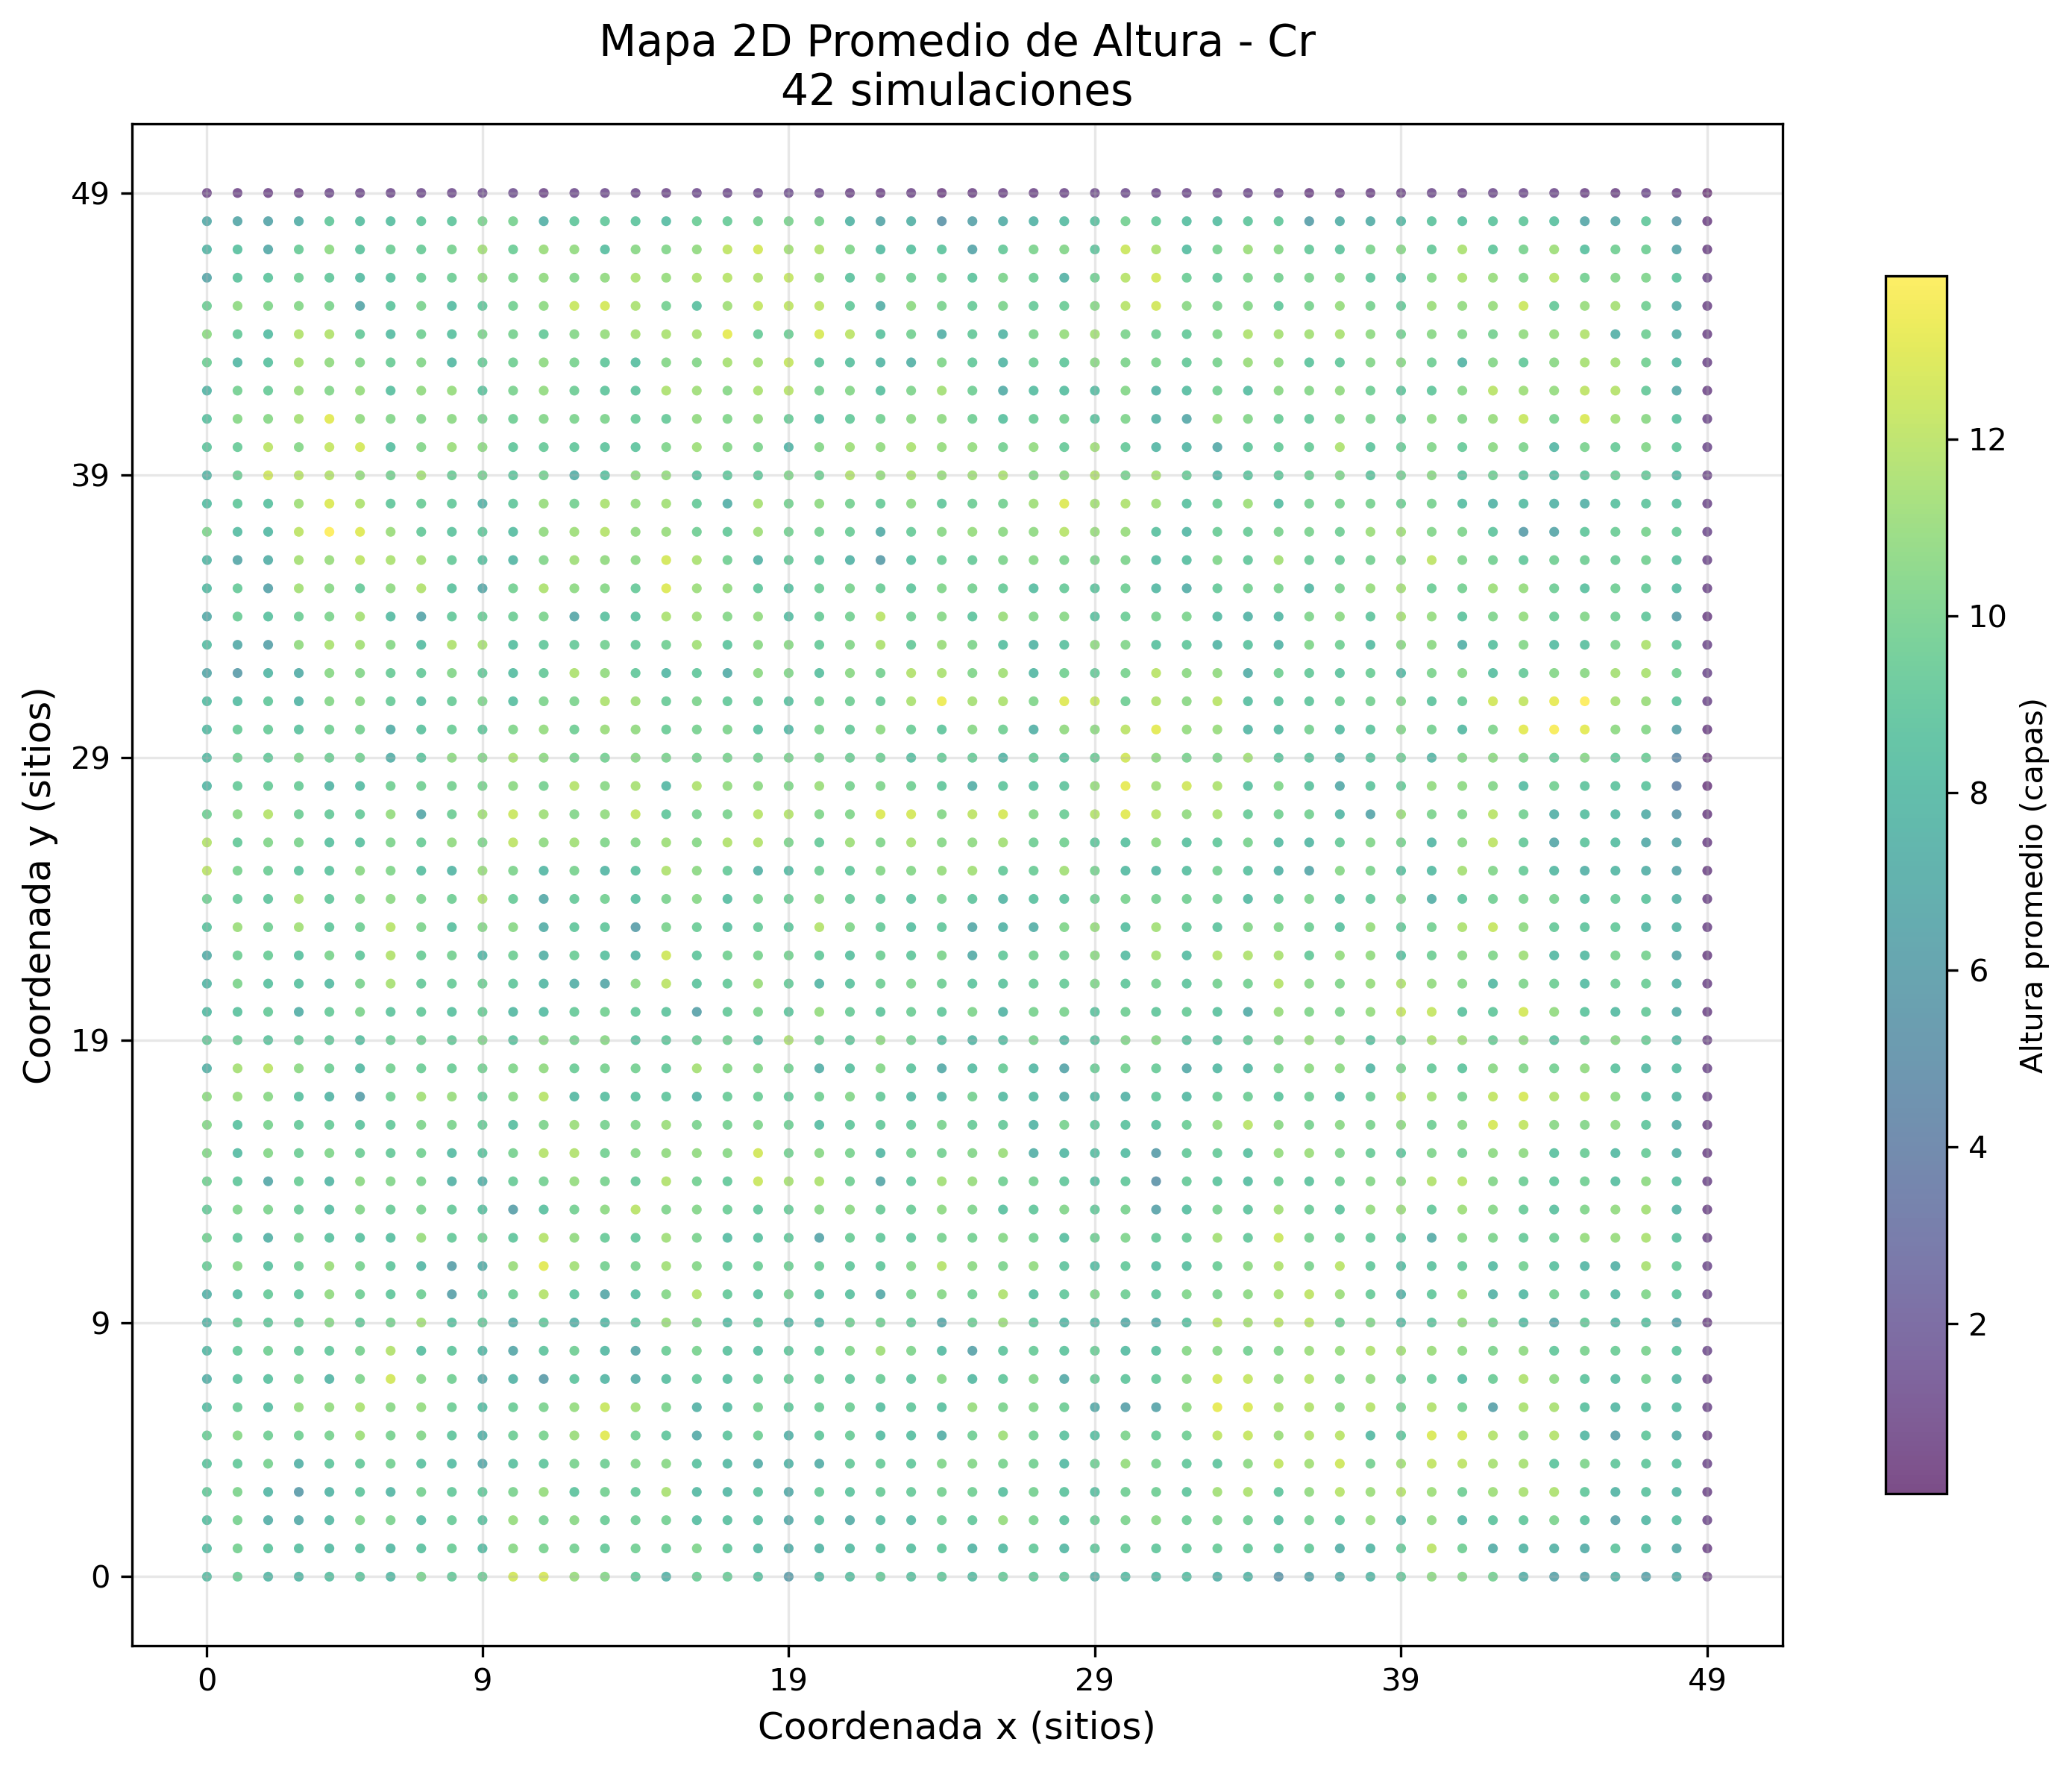 Mapa 2D Promedio de Altura - Cr
42 simulaciones
49
39
29
19
9
0
Coordenada y (sitios)
0 9 19 29 39 49
Coordenada x (sitios)
12
10
8
6
4
2
Altura promedio (capas)